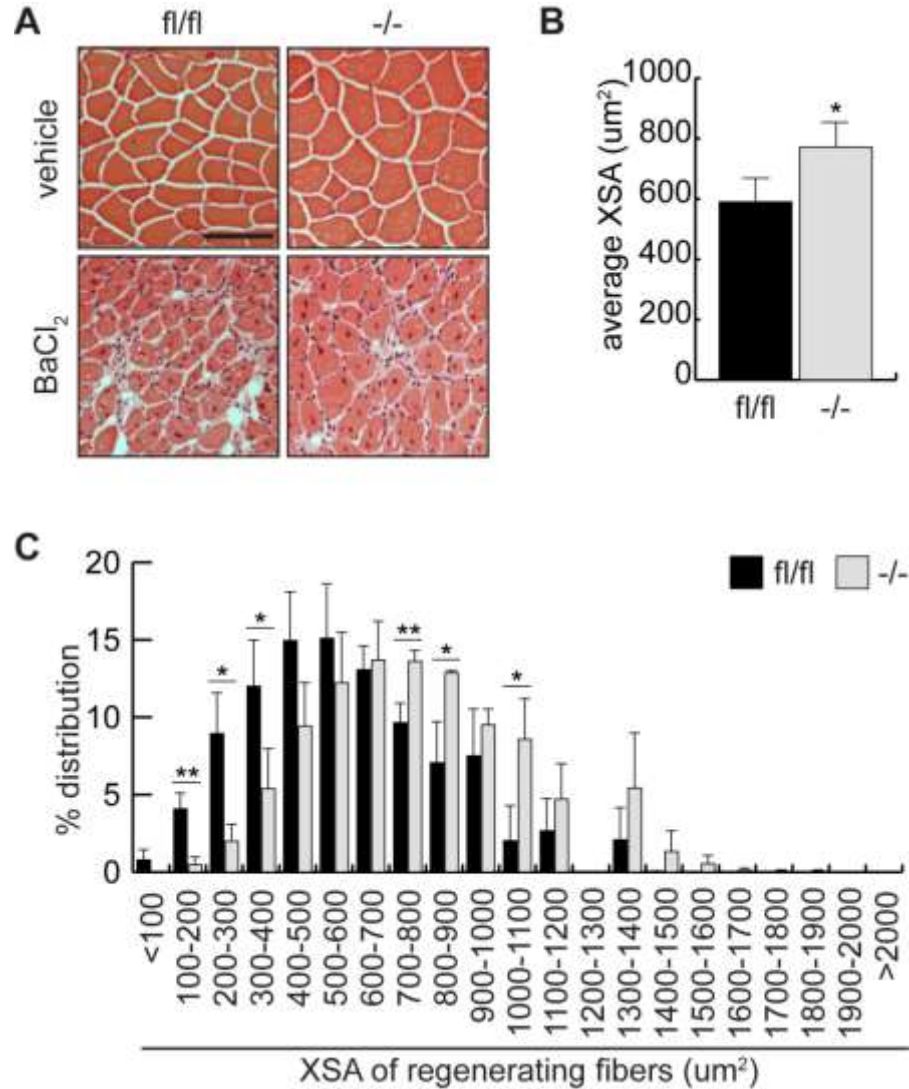 A
fl/fl -/-
vehicle
BaCl2
B
average XSA (um²)
1000
800
600
400
200
0
*
fl/fl -/-
C
fl/fl -/-
% distribution
20
15
10
5
0
** * * ** * *
<100 100-200 200-300 300-400 400-500 500-600 600-700 700-800 800-900 900-1000 1000-1100 1100-1200 1200-1300 1300-1400 1400-1500 1500-1600 1600-1700 1700-1800 1800-1900 1900-2000 >2000
XSA of regenerating fibers (um²)